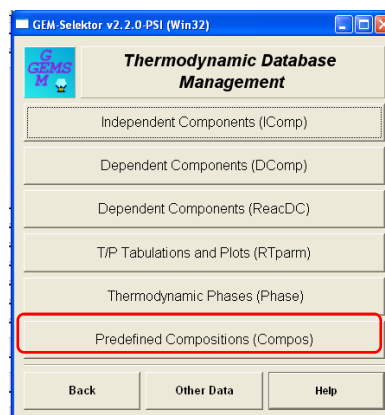 GEM-Selektor v2.2.0-PSI (Win32)
G
GEMS
M
Thermodynamic Database
Management
Independent Components (IComp)
Dependent Components (DComp)
Dependent Components (ReacDC)
T/P Tabulations and Plots (RTparm)
Thermodynamic Phases (Phase)
Predefined Compositions (Compos)
Back Other Data Help